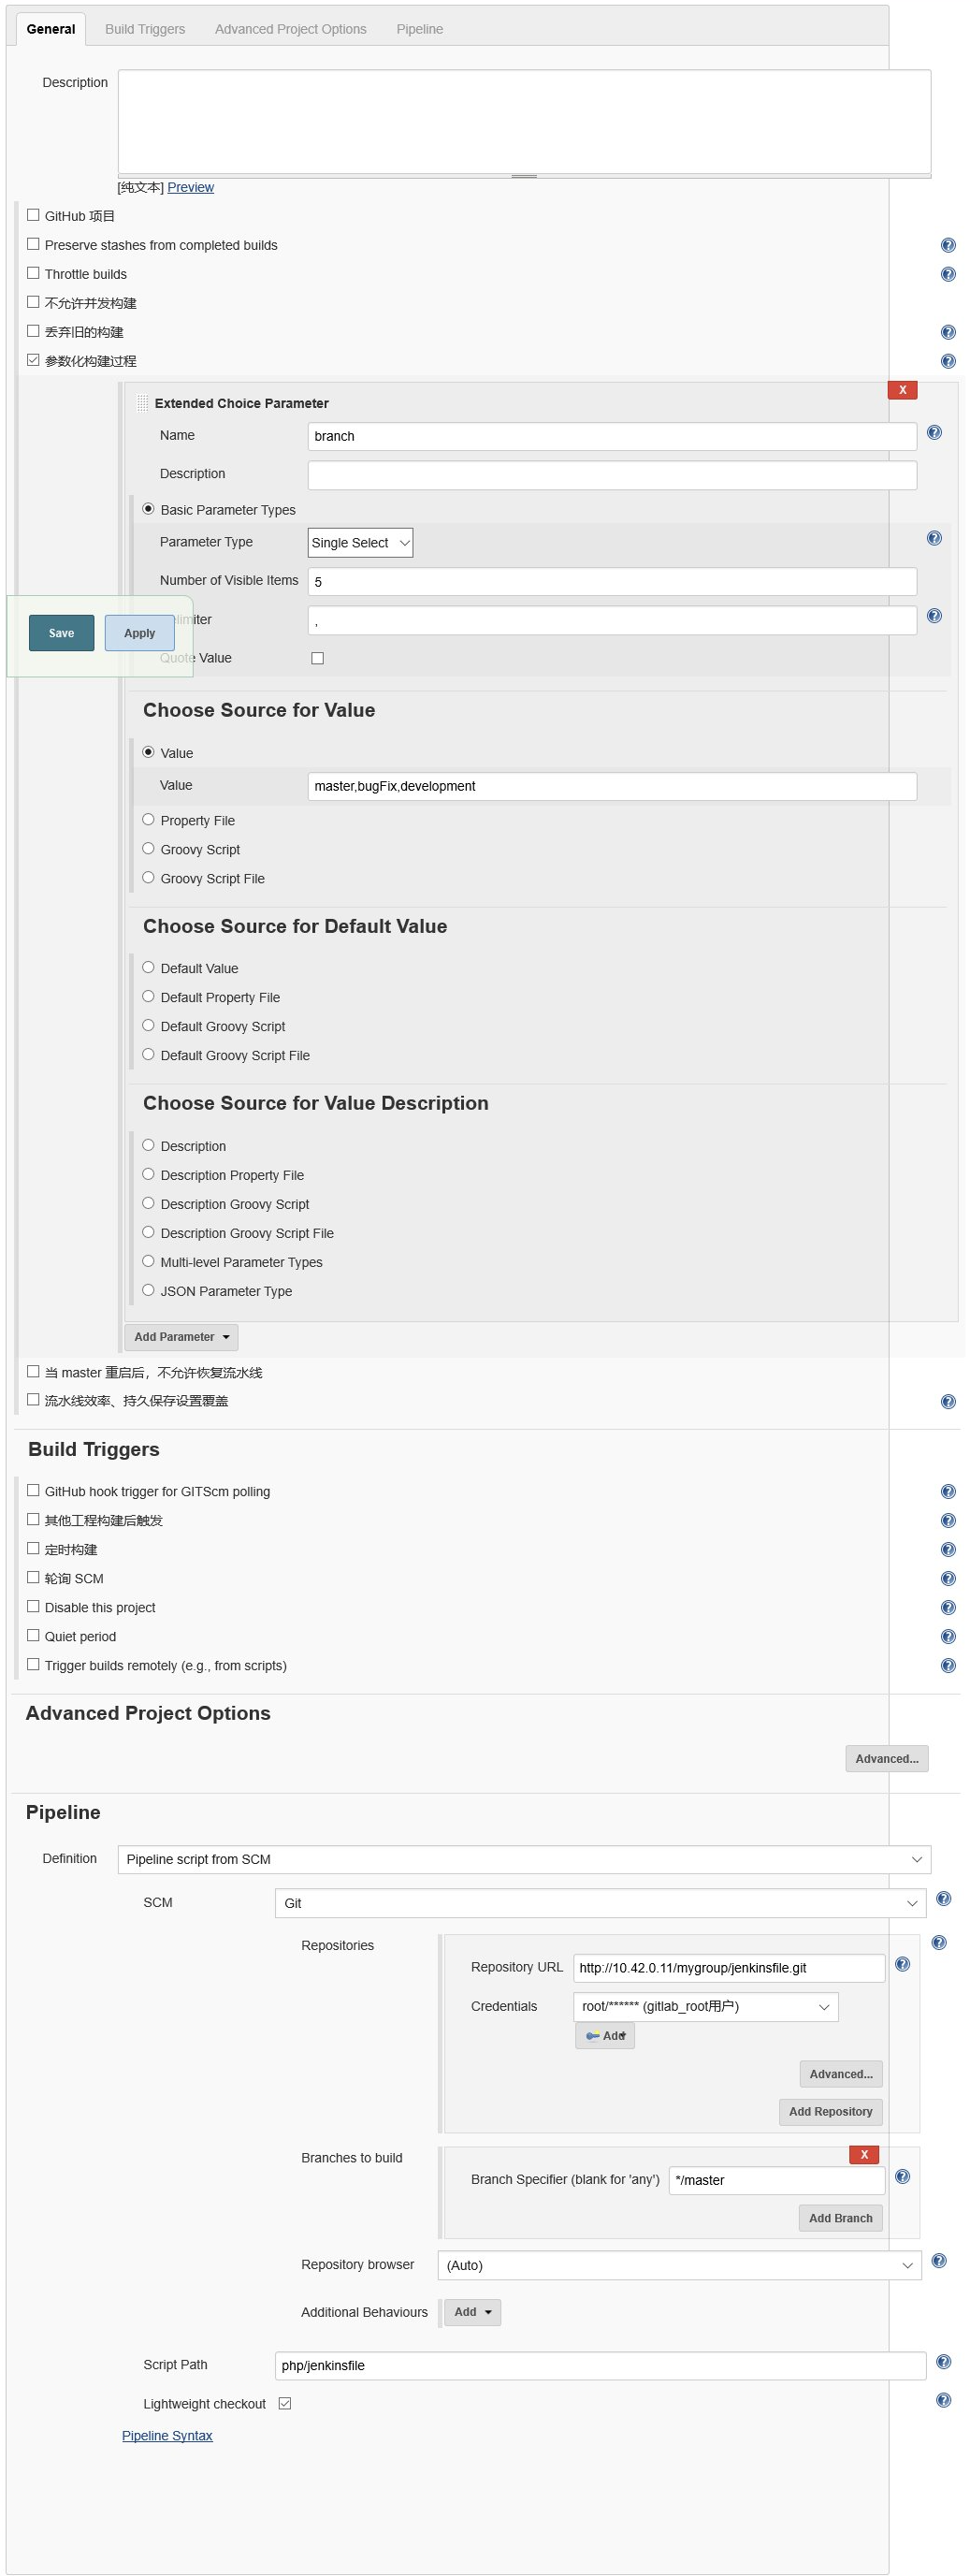 General Build Triggers Advanced Project Options Pipeline
Description
[纯文本] Preview
GitHub 项目
Preserve stashes from completed builds
Throttle builds
不允许并发构建
丢弃旧的构建
参数化构建过程
X
Extended Choice Parameter
Name branch
Description
Basic Parameter Types
Parameter Type Single Select
Number of Visible Items 5
Delimiter ,
Save Apply
Quote Value
Choose Source for Value
Value
Value master,bugFix,development
Property File
Groovy Script
Groovy Script File
Choose Source for Default Value
Default Value
Default Property File
Default Groovy Script
Default Groovy Script File
Choose Source for Value Description
Description
Description Property File
Description Groovy Script
Description Groovy Script File
Multi-level Parameter Types
JSON Parameter Type
Add Parameter
当 master 重启后，不允许恢复流水线
流水线效率、持久保存设置覆盖
Build Triggers
GitHub hook trigger for GITScm polling
其他工程构建后触发
定时构建
轮询 SCM
Disable this project
Quiet period
Trigger builds remotely (e.g., from scripts)
Advanced Project Options
Advanced...
Pipeline
Definition Pipeline script from SCM
SCM Git
Repositories
Repository URL http://10.42.0.11/mygroup/jenkinsfile.git
Credentials root/****** (gitlab_root用户)
Add
Advanced...
Add Repository
Branches to build
X
Branch Specifier (blank for 'any') */master
Add Branch
Repository browser (Auto)
Additional Behaviours Add
Script Path php/jenkinsfile
Lightweight checkout
Pipeline Syntax